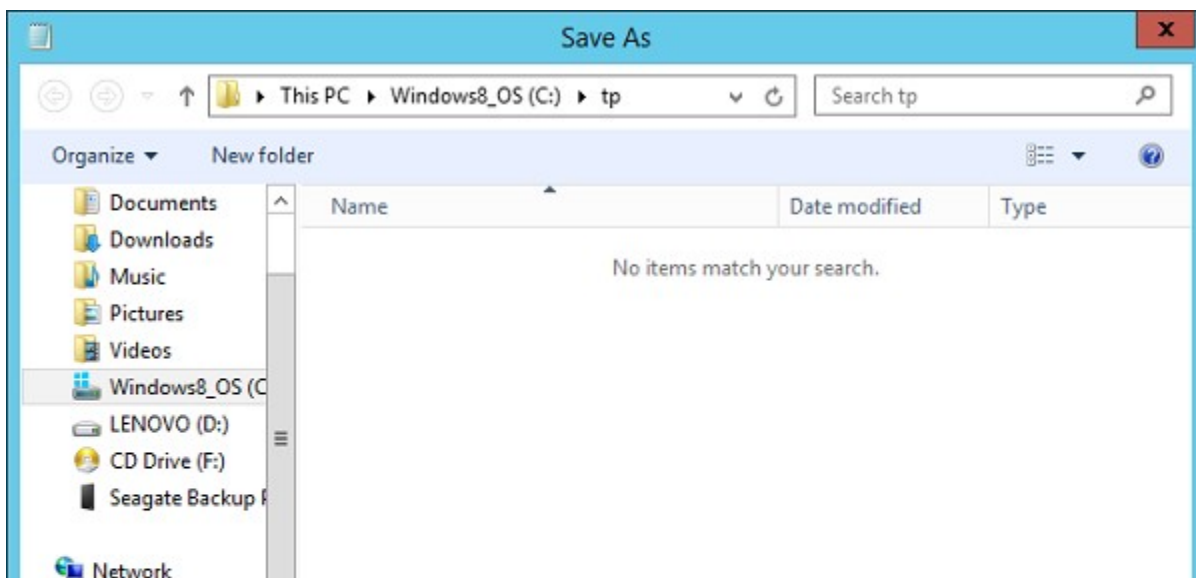 Save As
x
This PC Windows8_OS (C:) tp
Search tp
Organize New folder
Name Date modified Type
No items match your search.
Documents
Downloads
Music
Pictures
Videos
Windows8_OS (C
LENOVO (D:)
CD Drive (F:)
Seagate Backup
Network